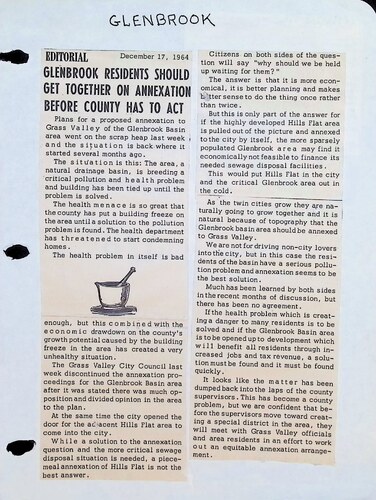 GLENBROOK
EDITORIAL December 17, 1964
GLENBROOK RESIDENTS SHOULD
GET TOGETHER ON ANNEXATION
BEFORE COUNTY HAS TO ACT
Plans for a proposed annexation to
Grass Valley of the Glenbrook Basin
area went on the scrap heap last week
and the situation is back where it
started several months ago.
The situation is this: The area, a
natural drainage basin, is breeding a
critical pollution and health problem
and building has been tied up until the
problem is solved.
The health menace is so great that
the county has put a building freeze on
the area until a solution to the pollution
problem is found. The health department
has threatened to start condemning
homes.
The health problem in itself is bad
enough, but this combined with the
economic drawdown on the county's
growth potential caused by the building
freeze in the area has created a very
unhealthy situation.
The Grass Valley City Council last
week discontinued the annexation pro-
ceedings for the Glenbrook Basin area
after it was stated there was much op-
position and divided opinion in the area
to the plan.
At the same time the city opened the
door for the adjacent Hills Flat area to
come into the city.
While a solution to the annexation
question and the more critical sewage
disposal situation is needed, a piece-
meal annexation of Hills Flat is not the
best answer.
Citizens on both sides of the ques-
tion will say "why should we be held
up waiting for them?"
The answer is that it is more econ-
omical, it is better planning and makes
better sense to do the thing once rather
than twice.
But this is only part of the answer for
if the highly developed Hills Flat area
is pulled out of the picture and annexed
to the city by itself, the more sparsely
populated Glenbrook area may find it
economically not feasible to finance its
needed sewage disposal facilities.
This would put Hills Flat in the city
and the critical Glenbrook area out in
the cold.
As the twin cities grow they are na-
turally going to grow together and it is
natural because of topography that the
Glenbrook basin area should be annexed
to Grass Valley.
We are not for driving non-city lovers
into the city, but in this case the resi-
dents of the basin have a serious pollu-
tion problem and annexation seems to be
the best solution.
Much has been learned by both sides
in the recent months of discussion, but
there has been no agreement.
If the health problem which is creat-
ing a danger to many residents is to be
solved and if the Glenbrook Basin area
is to be opened up to development which
will benefit all residents through in-
creased jobs and tax revenue, a solu-
tion must be found and it must be found
quickly.
It looks like the matter has been
dumped back into the laps of the county
supervisors. This has become a county
problem, but we are confident that be-
fore the supervisors move toward creat-
ing a special district in the area, they
will meet with Grass Valley officials
and area residents in an effort to work
out an equitable annexation arrange-
ment.